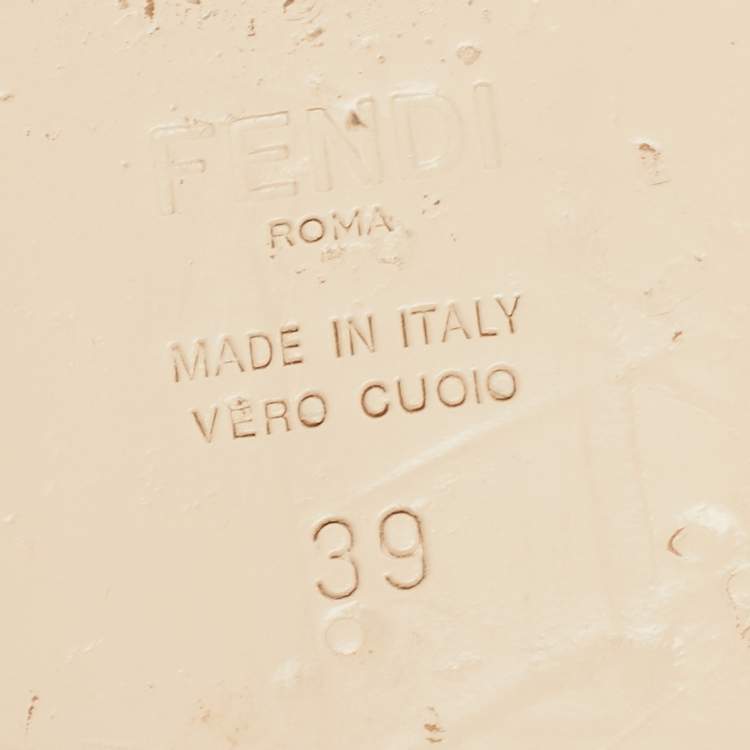 FENDI
ROMA
MADE IN ITALY
VERO CUOIO
39